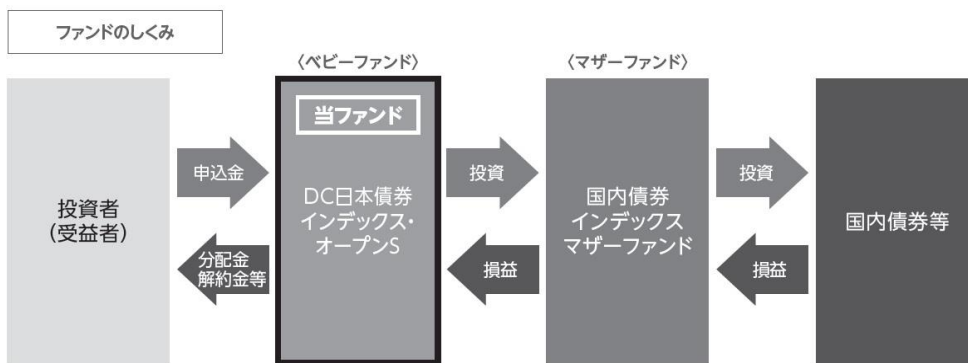 ファンドのしくみ
〈ベビーファンド〉
〈マザーファンド〉
投資者
(受益者)
申込金
分配金
解約金等
当ファンド
DC日本債券
インデックス・
オープンS
投資
損益
国内債券
インデックス
マザーファンド
投資
損益
国内債券等